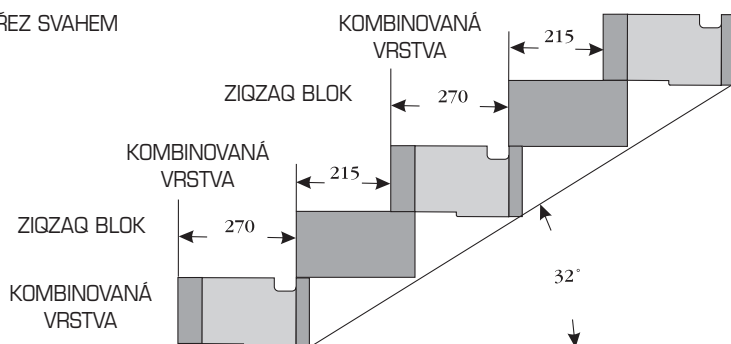 ŘEZ SVAHEM
KOMBINOVANÁ
VRSTVA
215
ZIQZAQ BLOK
270
KOMBINOVANÁ
VRSTVA
215
ZIQZAQ BLOK
270
32°
KOMBINOVANÁ
VRSTVA